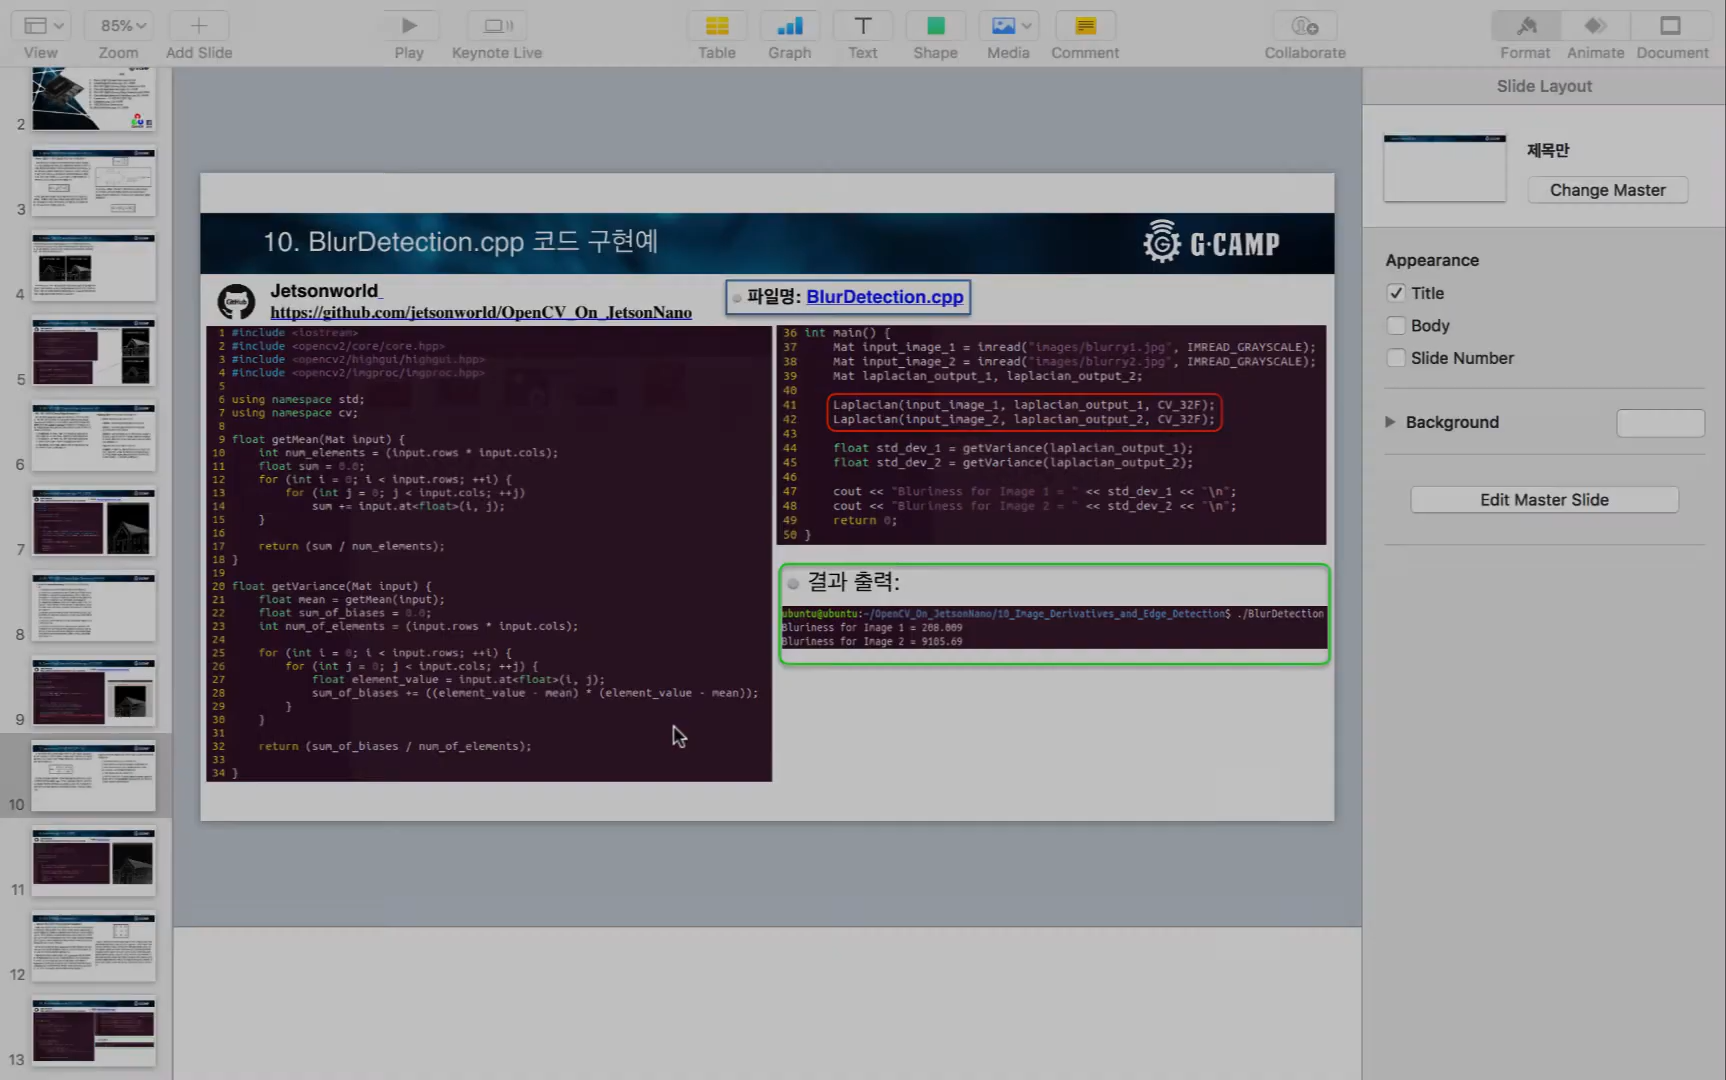 View
85%
Zoom
Add Slide
Play
Keynote Live
Table
Graph
Text
Shape
Media
Comment
Collaborate
Format
Animate
Document
Slide Layout
제목만
Change Master
Appearance
Title
Body
Slide Number
Background
Edit Master Slide
2
3
4
5
6
7
8
9
10
11
12
13
10. BlurDetection.cpp 코드 구현예
G·CAMP
GitHub
Jetsonworld
https://github.com/jetsonworld/OpenCV_On_JetsonNano
파일명: BlurDetection.cpp
1 #include <iostream>
2 #include <opencv2/core/core.hpp>
3 #include <opencv2/highgui/highgui.hpp>
4 #include <opencv2/imgproc/imgproc.hpp>
5
6 using namespace std;
7 using namespace cv;
8
9 float getMean(Mat input) {
10 int num_elements = (input.rows * input.cols);
11 float sum = 0.0;
12 for (int i = 0; i < input.rows; ++i) {
13 for (int j = 0; j < input.cols; ++j)
14 sum += input.at<float>(i, j);
15 }
16
17 return (sum / num_elements);
18 }
19
20 float getVariance(Mat input) {
21 float mean = getMean(input);
22 float sum_of_biases = 0.0;
23 int num_of_elements = (input.rows * input.cols);
24
25 for (int i = 0; i < input.rows; ++i) {
26 for (int j = 0; j < input.cols; ++j) {
27 float element_value = input.at<float>(i, j);
28 sum_of_biases += ((element_value - mean) * (element_value - mean));
29 }
30 }
31
32 return (sum_of_biases / num_of_elements);
33
34 }
36 int main() {
37 Mat input_image_1 = imread("images/blurry1.jpg", IMREAD_GRAYSCALE);
38 Mat input_image_2 = imread("images/blurry2.jpg", IMREAD_GRAYSCALE);
39 Mat laplacian_output_1, laplacian_output_2;
40
41 Laplacian(input_image_1, laplacian_output_1, CV_32F);
42 Laplacian(input_image_2, laplacian_output_2, CV_32F);
43
44 float std_dev_1 = getVariance(laplacian_output_1);
45 float std_dev_2 = getVariance(laplacian_output_2);
46
47 cout << "Bluriness for Image 1 = " << std_dev_1 << "\n";
48 cout << "Bluriness for Image 2 = " << std_dev_2 << "\n";
49 return 0;
50 }
결과 출력:
ubuntu@ubuntu:~/OpenCV_On_JetsonNano/10_Image_Derivatives_and_Edge_Detection$ ./BlurDetection
Bluriness for Image 1 = 208.009
Bluriness for Image 2 = 9105.69